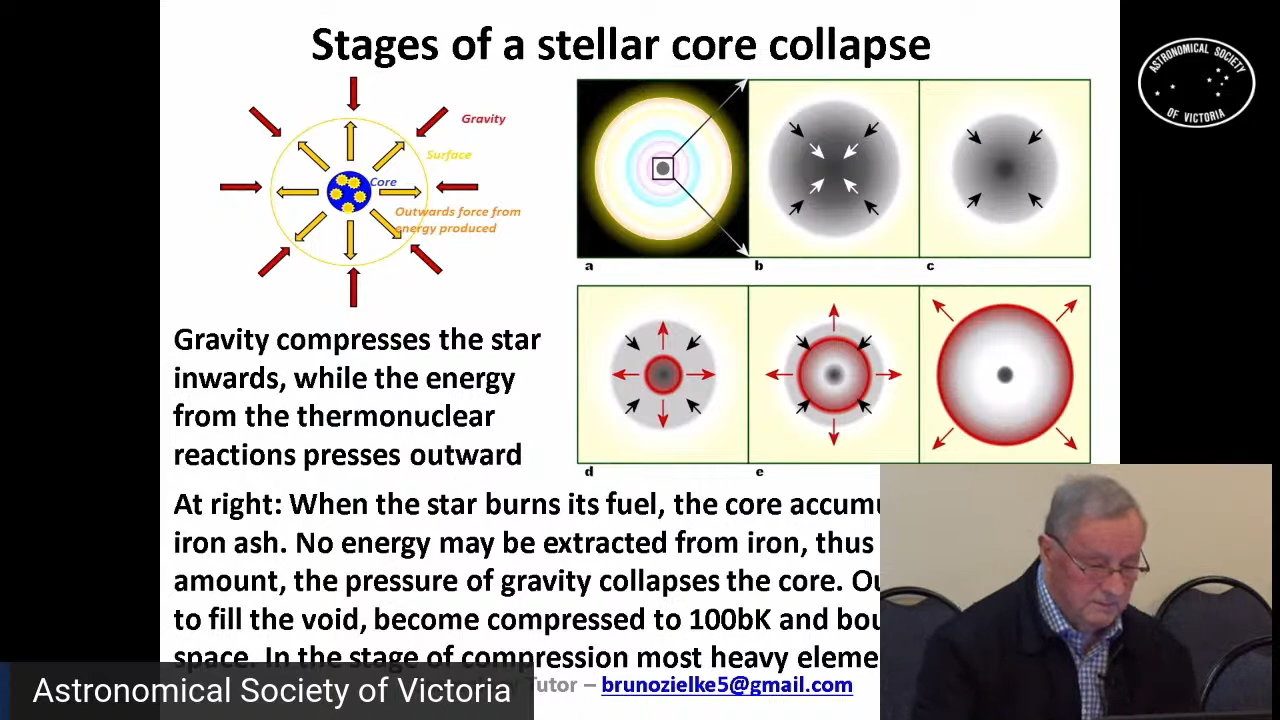 Stages of a stellar core collapse
ASTRONOMICAL SOCIETY
OF VICTORIA
Gravity
Surface
Core
Outwards force from
energy produced
a
b
c
d
e
Gravity compresses the star
inwards, while the energy
from the thermonuclear
reactions presses outward
At right: When the star burns its fuel, the core
iron ash. No energy may be extracted from iron, thus
amount, the pressure of gravity collapses the core.
to fill the void, become compressed to 100bK and
space. In the stage of compression most heavy
Tutor – brunozielke5@gmail.com
Astronomical Society of Victoria